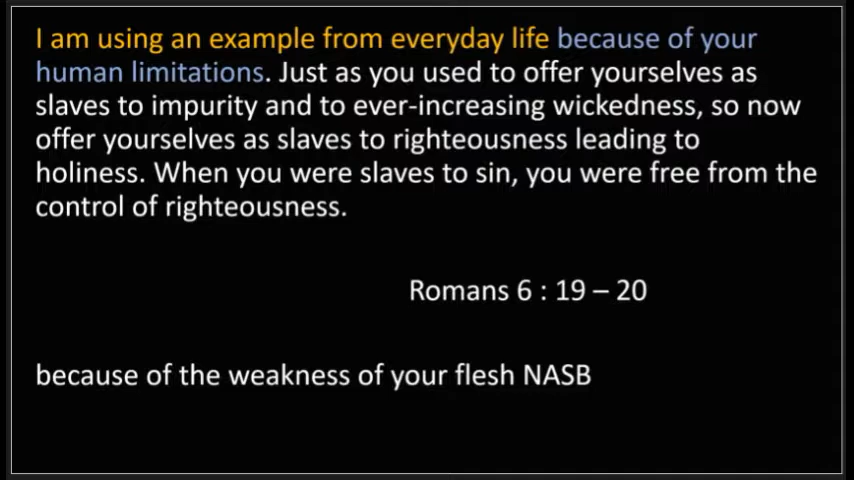 I am using an example from everyday life because of your
human limitations. Just as you used to offer yourselves as
slaves to impurity and to ever-increasing wickedness, so now
offer yourselves as slaves to righteousness leading to
holiness. When you were slaves to sin, you were free from the
control of righteousness.
Romans 6 : 19 – 20
because of the weakness of your flesh NASB